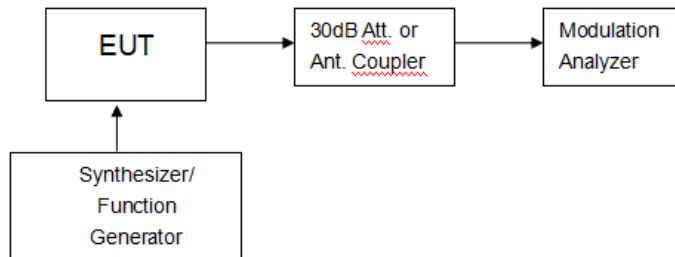 EUT
30dB Att. or
Ant. Coupler
Modulation
Analyzer
Synthesizer/
Function
Generator